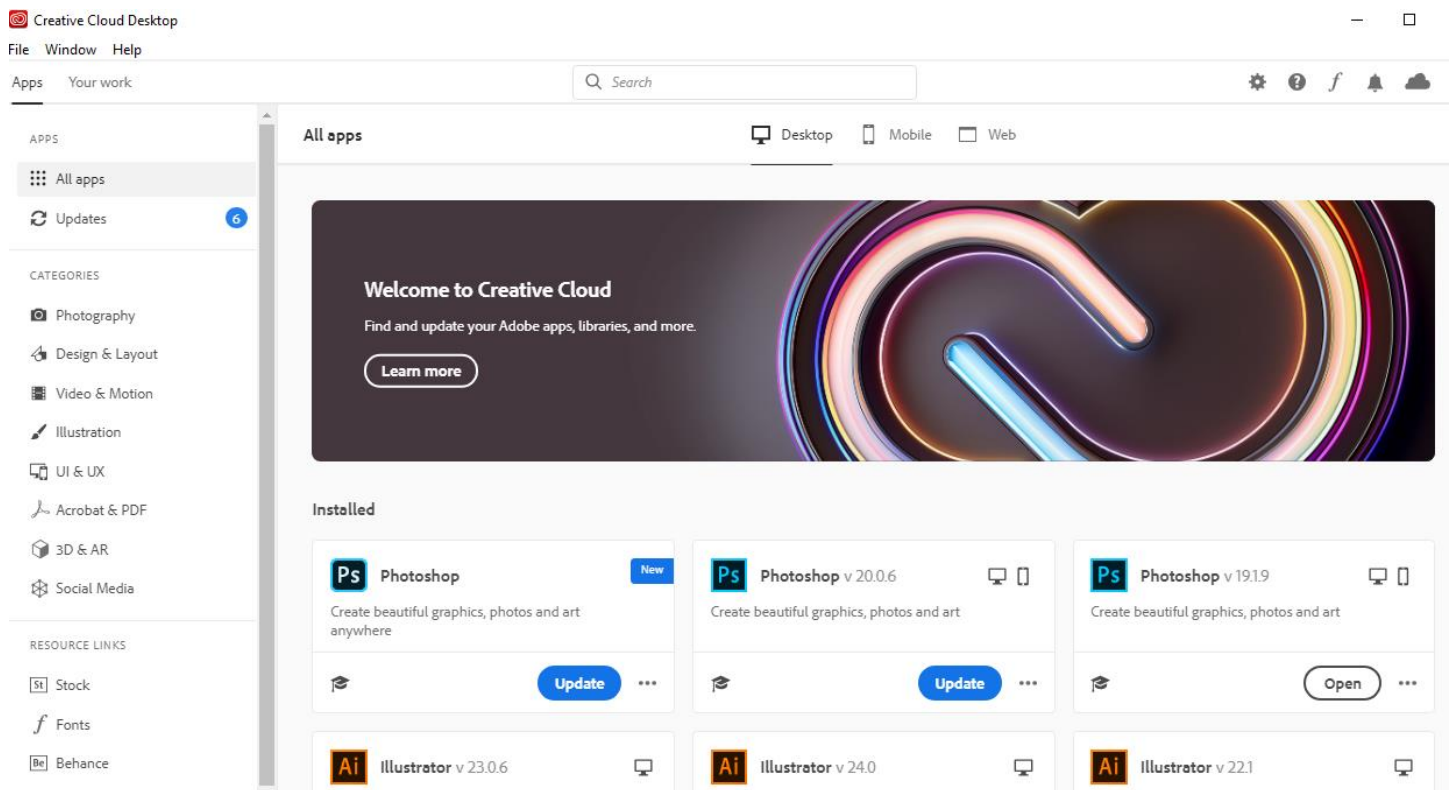 Creative Cloud Desktop
File Window Help
Apps Your work Search
APPS
All apps
Updates 6
CATEGORIES
Photography
Design & Layout
Video & Motion
Illustration
UI & UX
Acrobat & PDF
3D & AR
Social Media
RESOURCE LINKS
St Stock
Fonts
Be Behance
All apps Desktop Mobile Web
Welcome to Creative Cloud
Find and update your Adobe apps, libraries, and more.
Learn more
Installed
Ps Photoshop New
Create beautiful graphics, photos and art
anywhere
Update
Ps Photoshop v 20.0.6
Create beautiful graphics, photos and art
Update
Ps Photoshop v 19.1.9
Create beautiful graphics, photos and art
Open
Ai Illustrator v 23.0.6
Ai Illustrator v 24.0
Ai Illustrator v 22.1